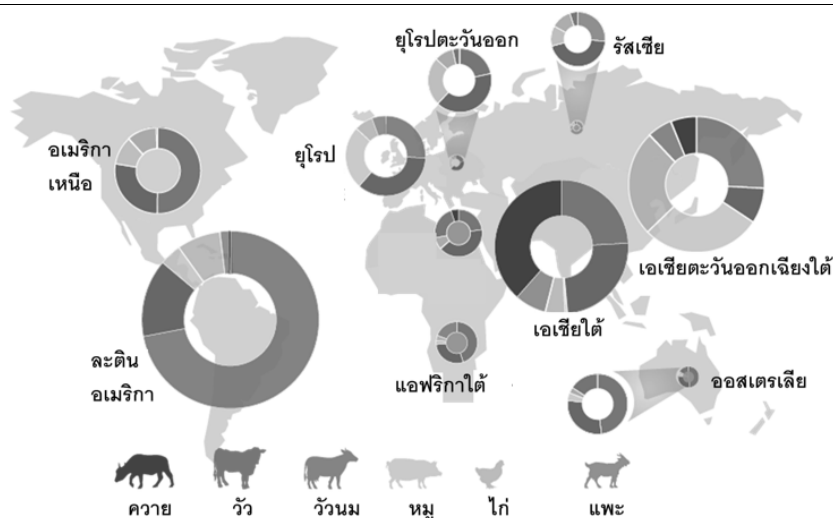 ยุโรปตะวันออก
รัสเซีย
อเมริกา
เหนือ
ยุโรป
เอเชียตะวันออกเฉียงใต้
เอเชียใต้
ละติน
อเมริกา
แอฟริกาใต้
ออสเตรเลีย
ควาย วัว วัวนม หมู ไก่ แพะ